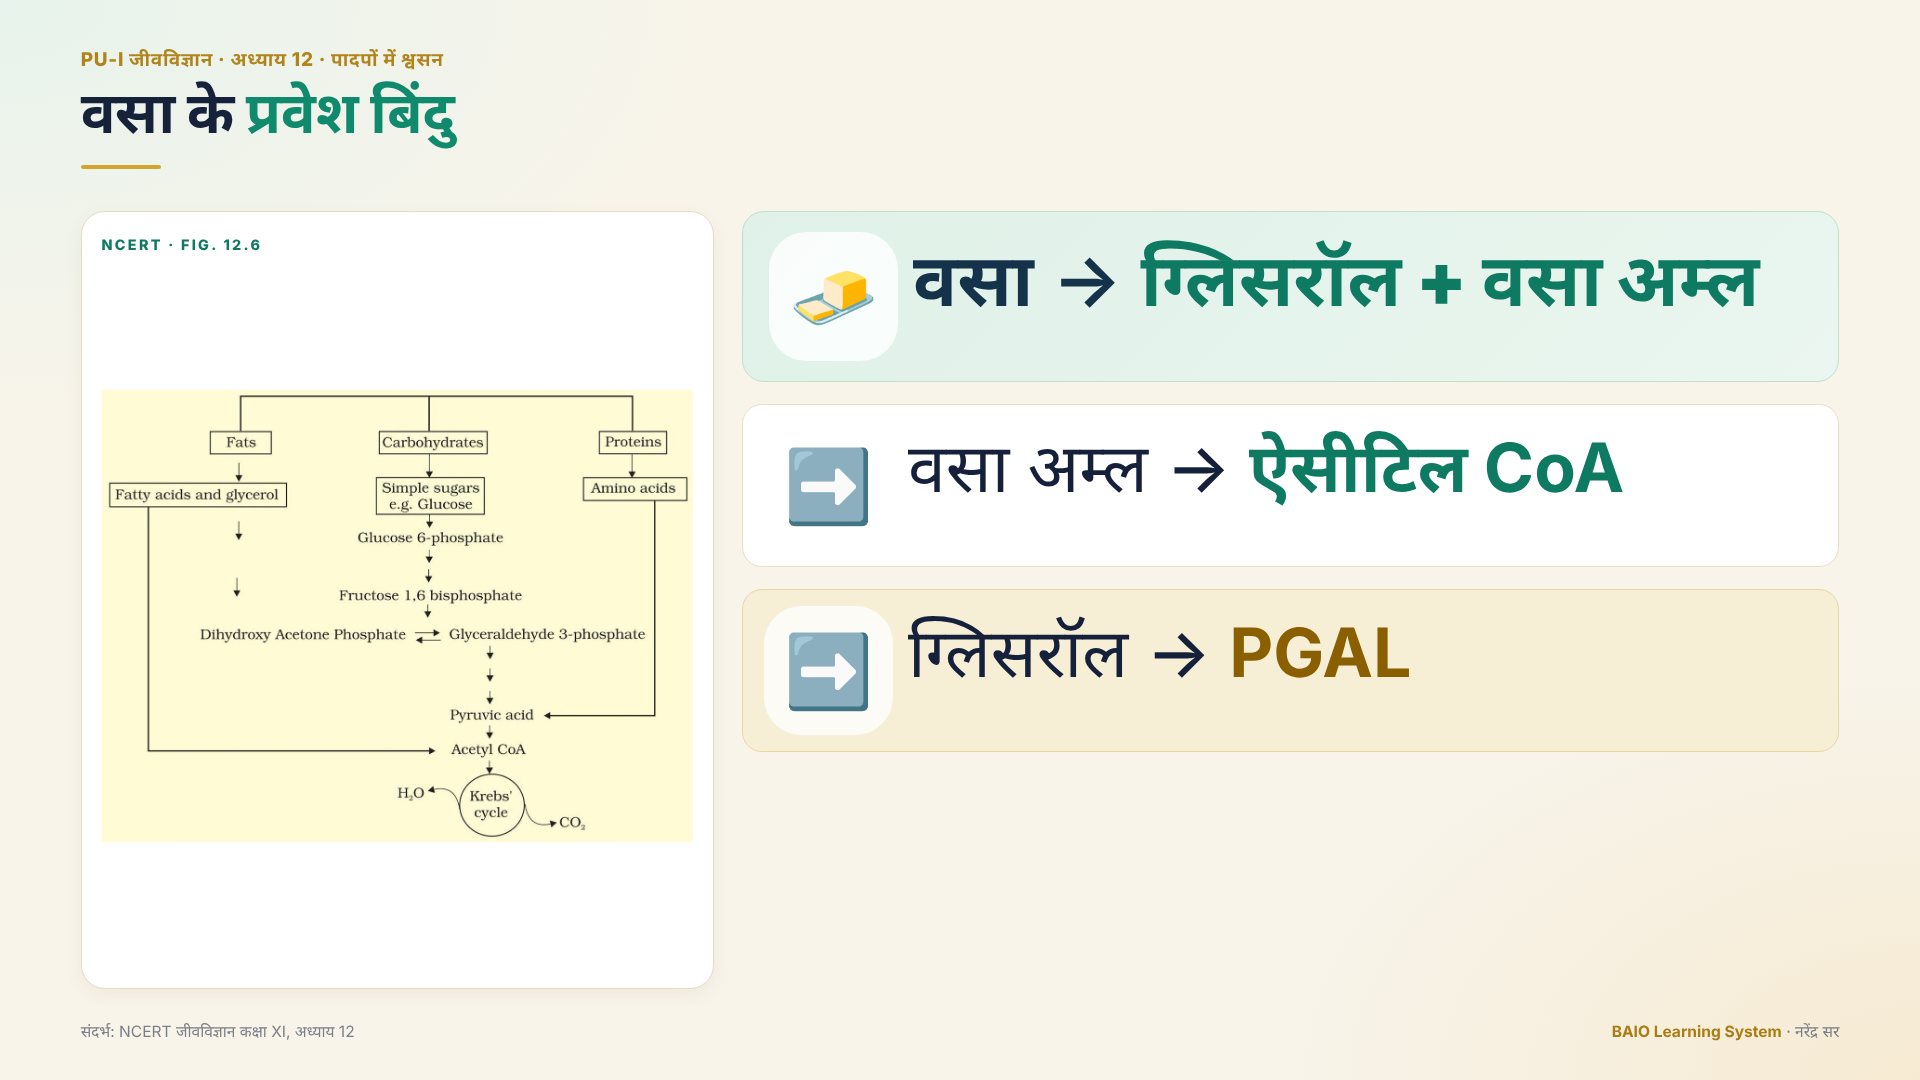 PU-I जीवविज्ञान · अध्याय 12 · पादपों में श्वसन
वसा के प्रवेश बिंदु
NCERT · FIG. 12.6
Fats
Carbohydrates
Proteins
Fatty acids and glycerol
Simple sugars
e.g. Glucose
Amino acids
Glucose 6-phosphate
Fructose 1,6 bisphosphate
Dihydroxy Acetone Phosphate
Glyceraldehyde 3-phosphate
Pyruvic acid
Acetyl CoA
H₂O
Krebs'
cycle
CO₂
वसा → ग्लिसरॉल + वसा अम्ल
वसा अम्ल → ऐसीटिल CoA
ग्लिसरॉल → PGAL
संदर्भ: NCERT जीवविज्ञान कक्षा XI, अध्याय 12
BAIO Learning System · नरेंद्र सर